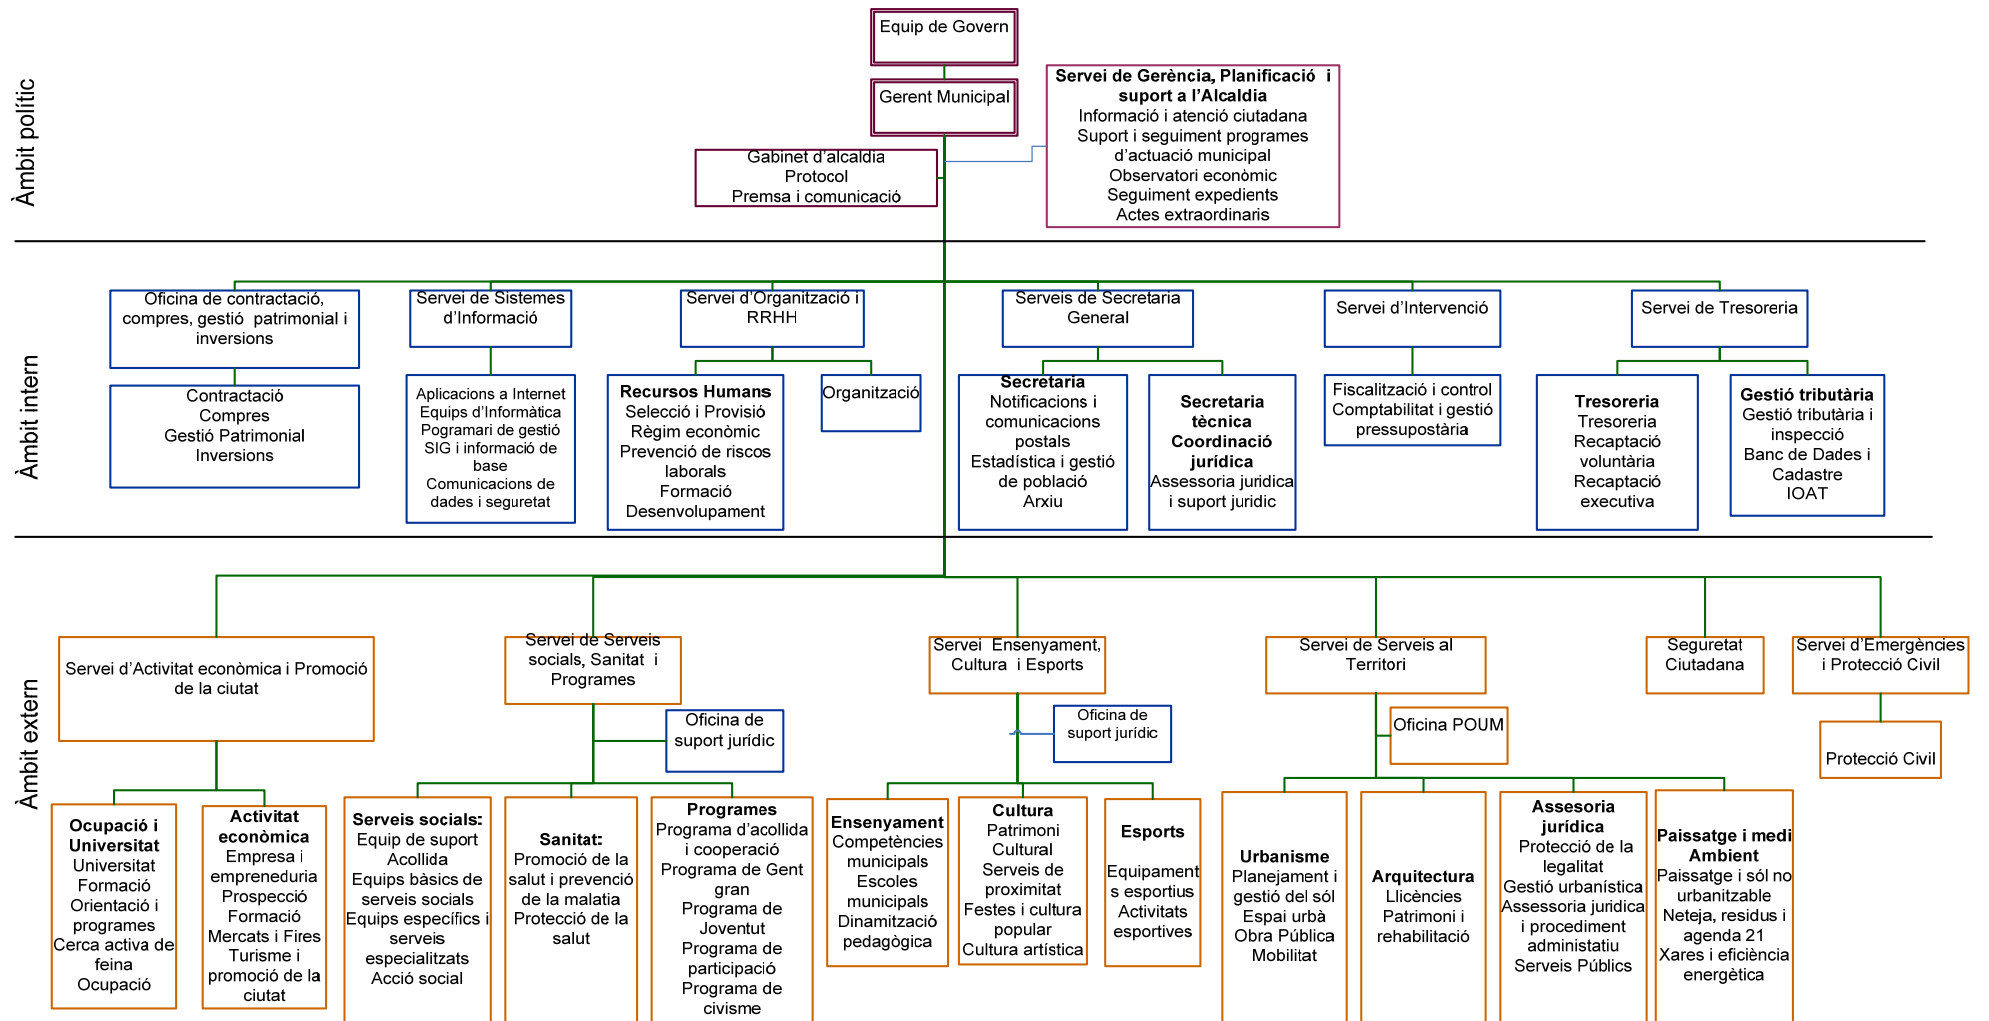 Equip de Govern
Gerent Municipal
Àmbit polític
Servei de Gerència, Planificació i
suport a l’Alcaldia
Informació i atenció ciutadana
Suport i seguiment programes
d’actuació municipal
Observatori econòmic
Seguiment expedients
Actes extraordinaris
Gabinet d’alcaldia
Protocol
Premsa i comunicació
Àmbit intern
Oficina de contractació,
compres, gestió patrimonial i
inversions
Contractació
Compres
Gestió Patrimonial
Inversions
Servei de Sistemes
d’Informació
Aplicacions a Internet
Equips d’Informàtica
Pogramari de gestió
SIG i informació de
base
Comunicacions de
dades i seguretat
Servei d’Organització i
RRHH
Recursos Humans
Selecció i Provisió
Règim econòmic
Prevenció de riscos
laborals
Formació
Desenvolupament
Organització
Serveis de Secretaria
General
Secretaria
Notificacions i
comunicacions
postals
Estadística i gestió
de població
Arxiu
Secretaria
tècnica
Coordinació
jurídica
Assessoria juridica
i suport juridic
Servei d’Intervenció
Fiscalització i control
Comptabilitat i gestió
pressupostària
Servei de Tresoreria
Tresoreria
Tresoreria
Recaptació
voluntària
Recaptació
executiva
Gestió tributària
Gestió tributària i
inspecció
Banc de Dades i
Cadastre
IOAT
Àmbit extern
Servei d’Activitat econòmica i Promoció
de la ciutat
Ocupació i
Universitat
Universitat
Formació
Orientació i
programes
Cerca activa de
feina
Ocupació
Activitat
econòmica
Empresa i
empreneduria
Prospecció
Formació
Mercats i Fires
Turisme i
promoció de la
ciutat
Servei de Serveis
socials, Sanitat i
Programes
Oficina de
suport jurídic
Serveis socials:
Equip de suport
Acollida
Equips bàsics de
serveis socials
Equips específics i
serveis
especialitzats
Acció social
Sanitat:
Promoció de la
salut i prevenció
de la malatia
Protecció de la
salut
Programes
Programa d’acollida
i cooperació
Programa de Gent
gran
Programa de
Joventut
Programa de
participació
Programa de
civisme
Servei Ensenyament,
Cultura i Esports
Oficina de
suport jurídic
Ensenyament
Competències
municipals
Escoles
municipals
Dinamització
pedagògica
Cultura
Patrimoni
Cultural
Serveis de
proximitat
Festes i cultura
popular
Cultura artística
Esports
Equipament
s esportius
Activitats
esportives
Servei de Serveis al
Territori
Oficina POUM
Urbanisme
Planejament i
gestió del sól
Espai urbà
Obra Pública
Mobilitat
Arquitectura
Llicències
Patrimoni i
rehabilitació
Assesoria
jurídica
Protecció de la
legalitat
Gestió urbanística
Assessoria juridica
i procediment
administatiu
Serveis Públics
Paissatge i medi
Ambient
Paissatge i sól no
urbanitzable
Neteja, residus i
agenda 21
Xares i eficiència
energètica
Seguretat
Ciutadana
Servei d’Emergències
i Protecció Civil
Protecció Civil